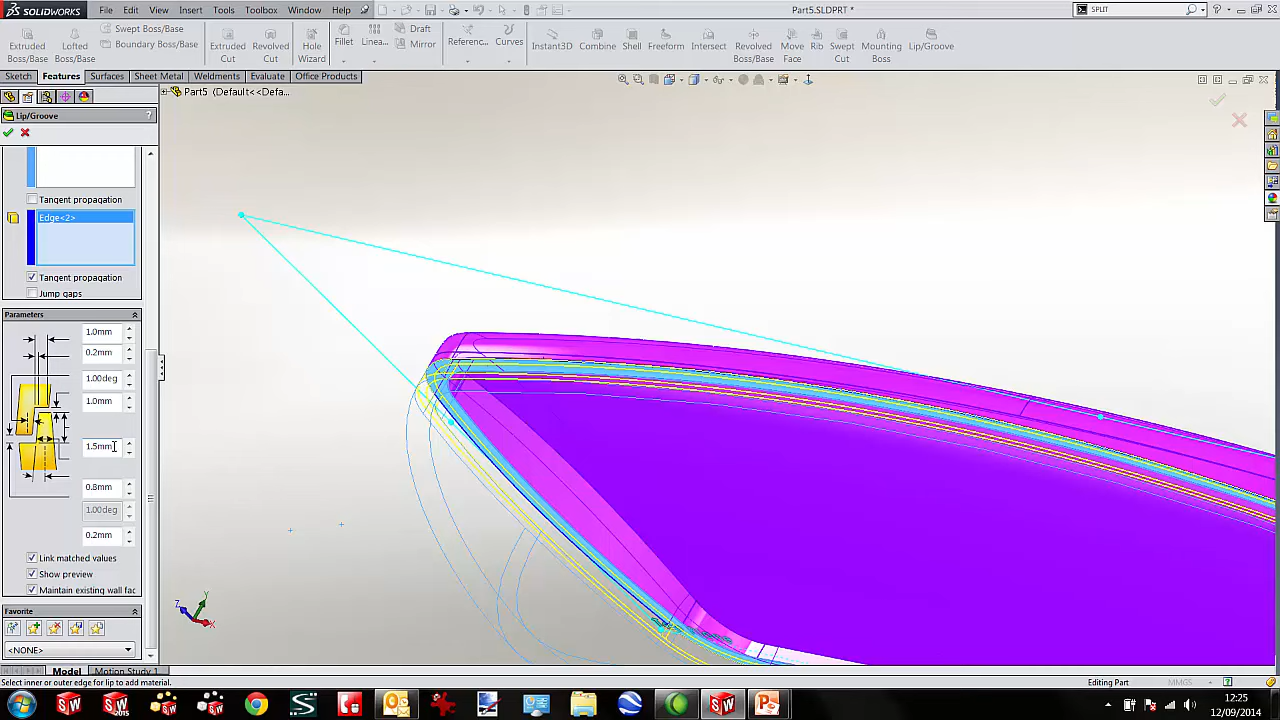 SOLIDWORKS File Edit View Insert Tools Toolbox Window Help Part5.SLDPRT * SPLIT
Extruded Boss/Base
Lofted Boss/Base
Swept Boss/Base
Boundary Boss/Base
Extruded Cut
Revolved Cut
Hole Wizard
Fillet
Linea...
Draft
Mirror
Referenc...
Curves
Instant3D
Combine
Shell
Freeform
Intersect
Revolved Boss/Base
Move Face
Rib
Swept Cut
Mounting Boss
Lip/Groove
Sketch Features Surfaces Sheet Metal Weldments Evaluate Office Products
Part5 (Default<<Defa...
Lip/Groove ?
Tangent propagation
Edge<2>
Tangent propagation
Jump gaps
Parameters
1.0mm
0.2mm
1.00deg
1.0mm
1.5mm
0.8mm
1.00deg
0.2mm
Link matched values
Show preview
Maintain existing wall fac
Favorite
<NONE>
Y
Z
X
Model Motion Study 1
Select inner or outer edge for lip to add material. Editing Part MMGS
12:25
12/09/2014